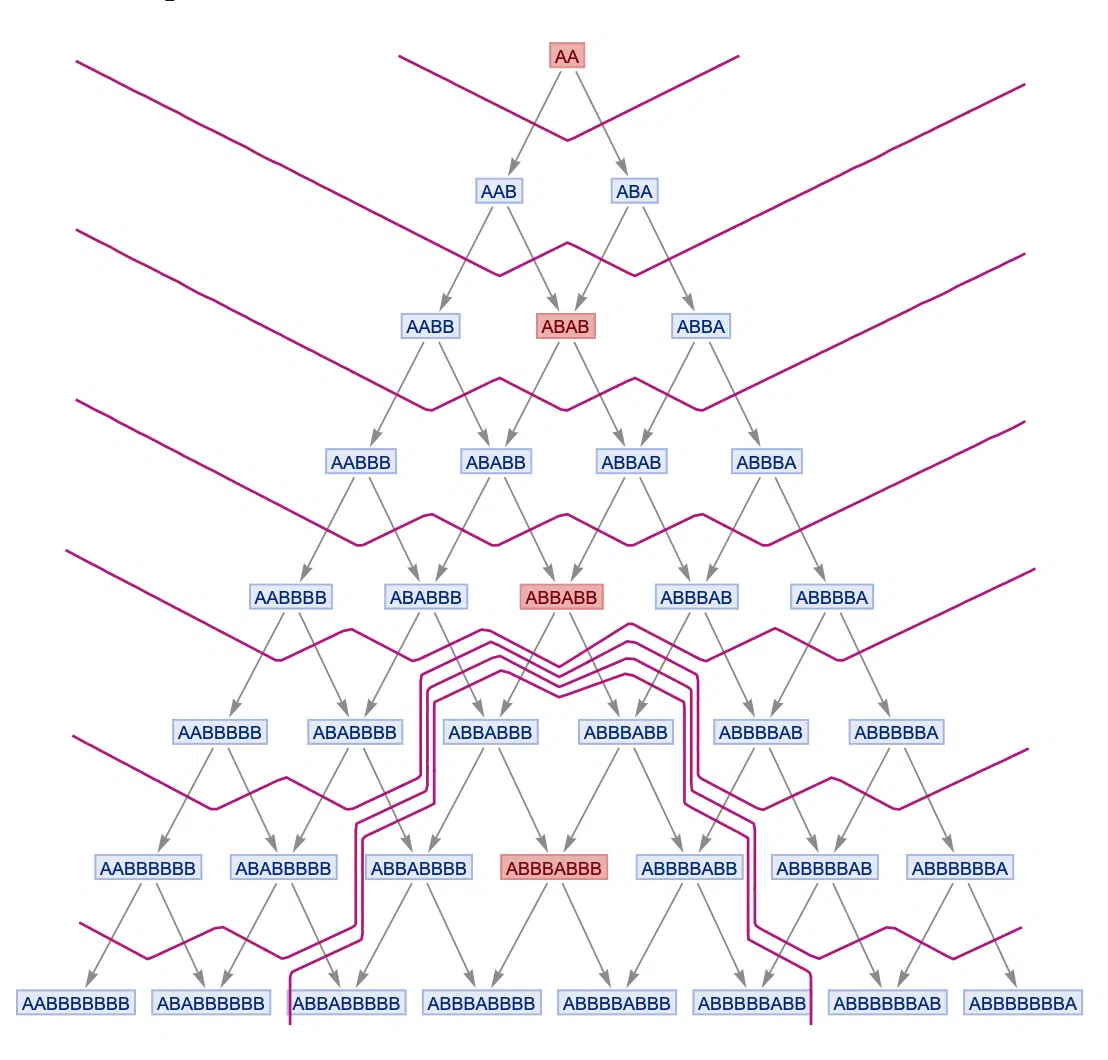 AA
AAB ABA
AABB ABAB ABBA
AABBB ABABB ABBAB ABBBA
AABBBB ABABBB ABBABB ABBBAB ABBBBA
AABBBBB ABABBBB ABBABBB ABBBABB ABBBBAB ABBBBBA
AABBBBBB ABABBBBB ABBABBBB ABBBABBB ABBBBABB ABBBBBAB ABBBBBBA
AABBBBBBB ABABBBBBB ABBABBBBB ABBBABBBB ABBBBABBB ABBBBBABB ABBBBBBAB ABBBBBBBA